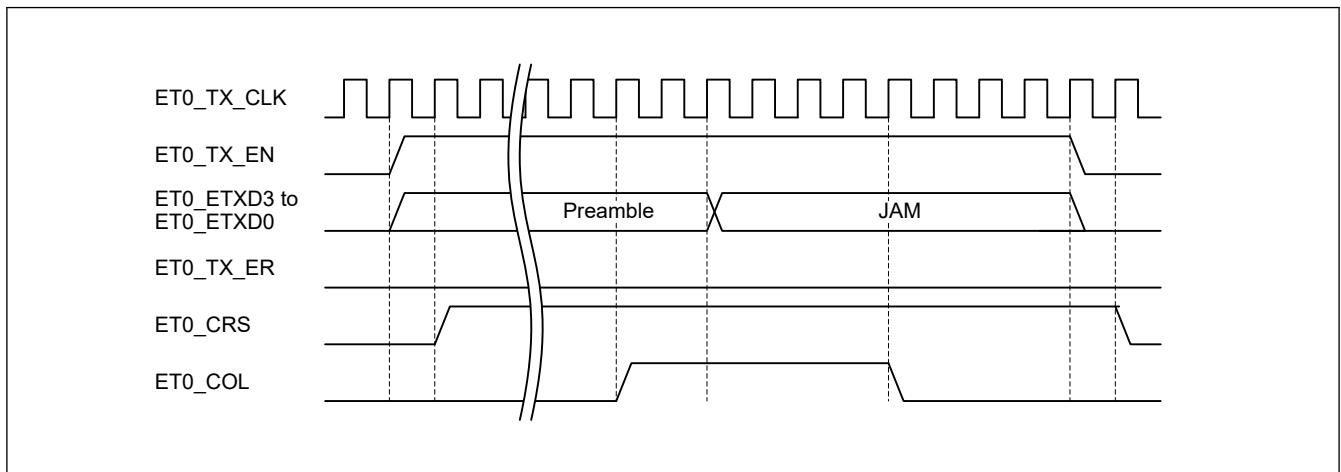 ET0_TX_CLK
ET0_TX_EN
ET0_ETXD3 to
ET0_ETXD0
Preamble
JAM
ET0_TX_ER
ET0_CRS
ET0_COL